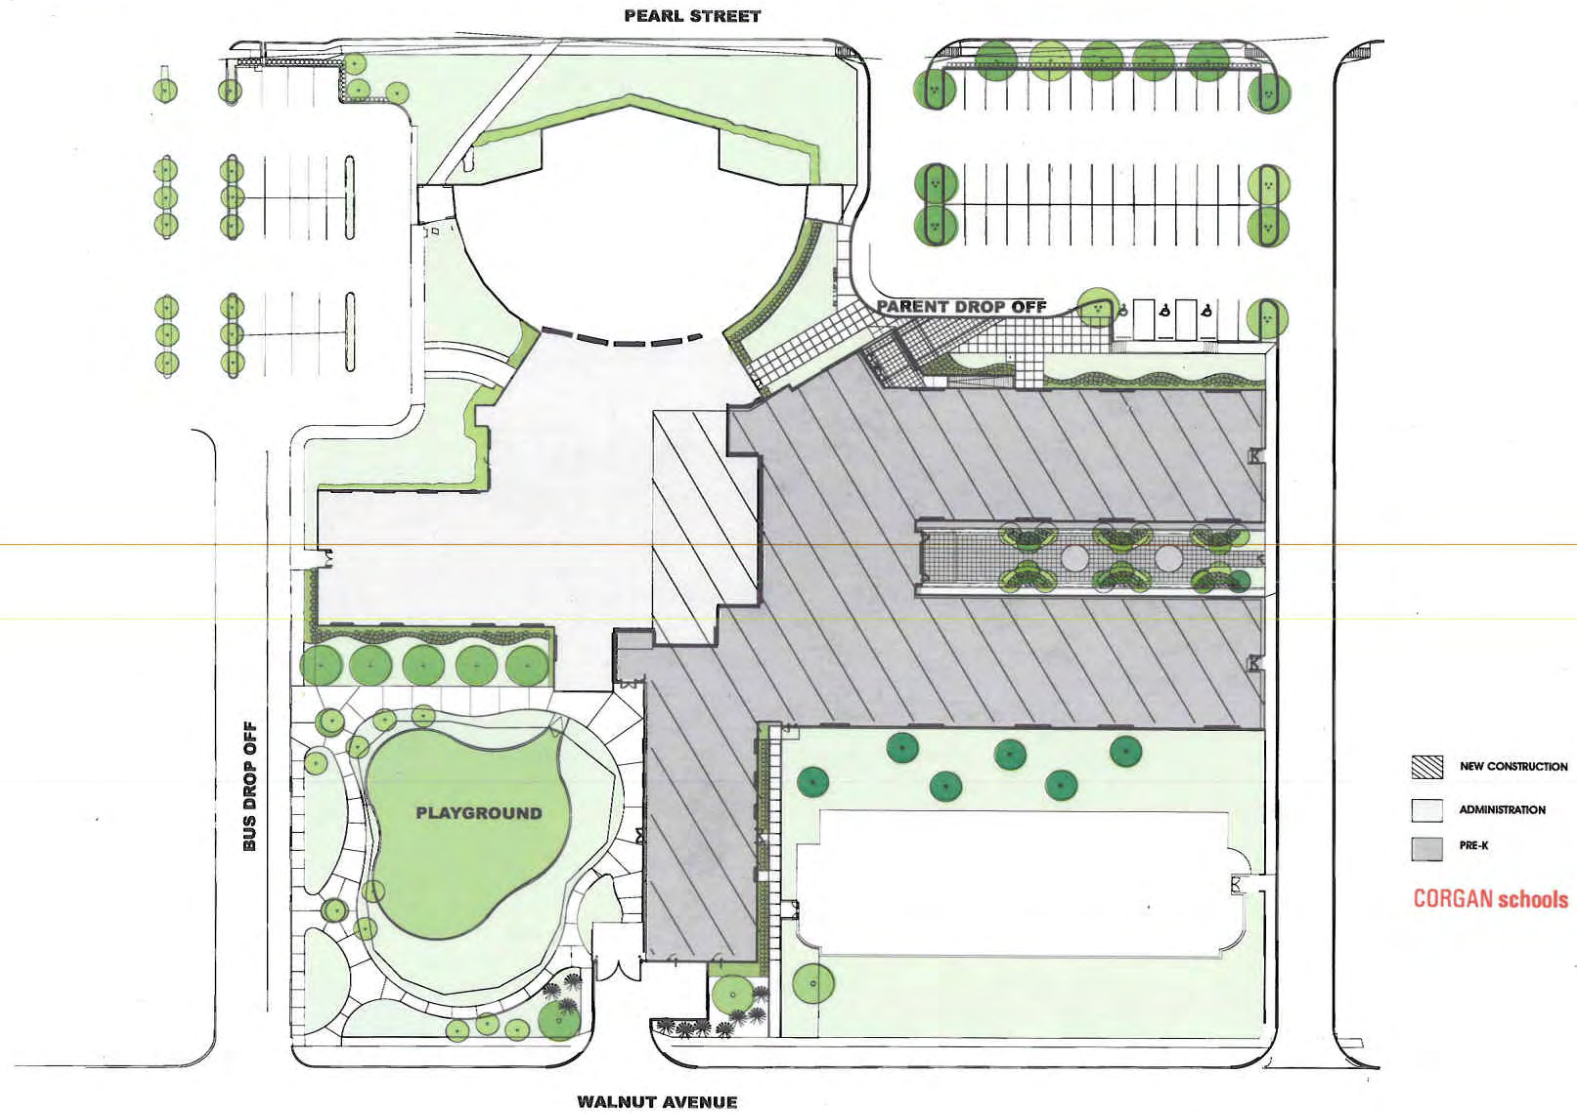 PEARL STREET
PARENT DROP OFF
BUS DROP OFF
PLAYGROUND
NEW CONSTRUCTION
ADMINISTRATION
PRE-K
CORGAN schools
WALNUT AVENUE